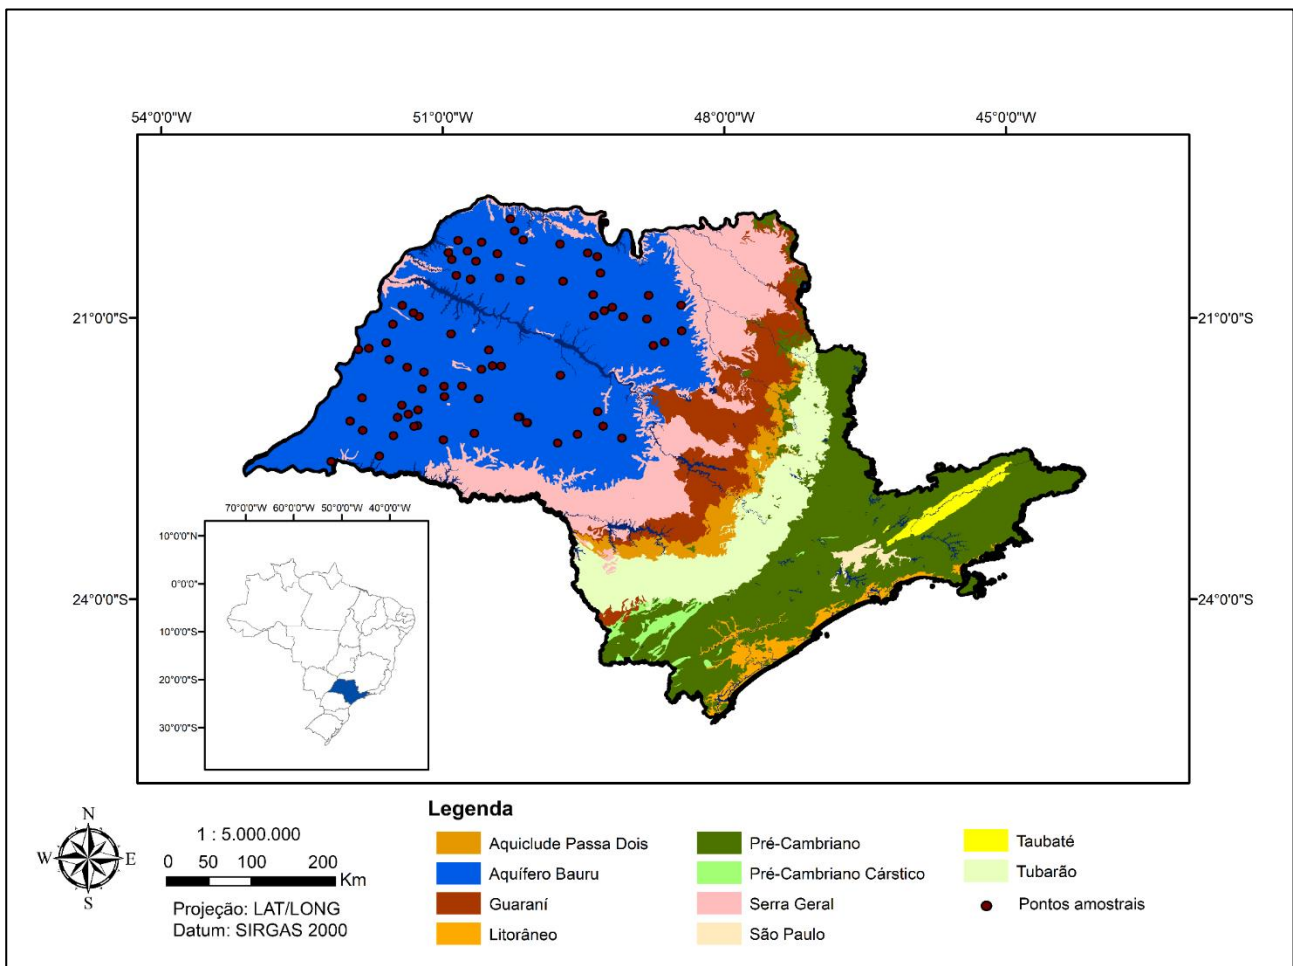 54°0'0"W 51°0'0"W 48°0'0"W 45°0'0"W
21°0'0"S 21°0'0"S
24°0'0"S 24°0'0"S
70°0'0"W 60°0'0"W 50°0'0"W 40°0'0"W
10°0'0"N
0°0'0"
10°0'0"S
20°0'0"S
30°0'0"S
N
W E
S
1 : 5.000.000
0 50 100 200
Km
Projeção: LAT/LONG
Datum: SIRGAS 2000
Legenda
Aquiclude Passa Dois
Aquífero Bauru
Guaraní
Litorâneo
Pré-Cambriano
Pré-Cambriano Cárstico
Serra Geral
São Paulo
Taubaté
Tubarão
Pontos amostrais